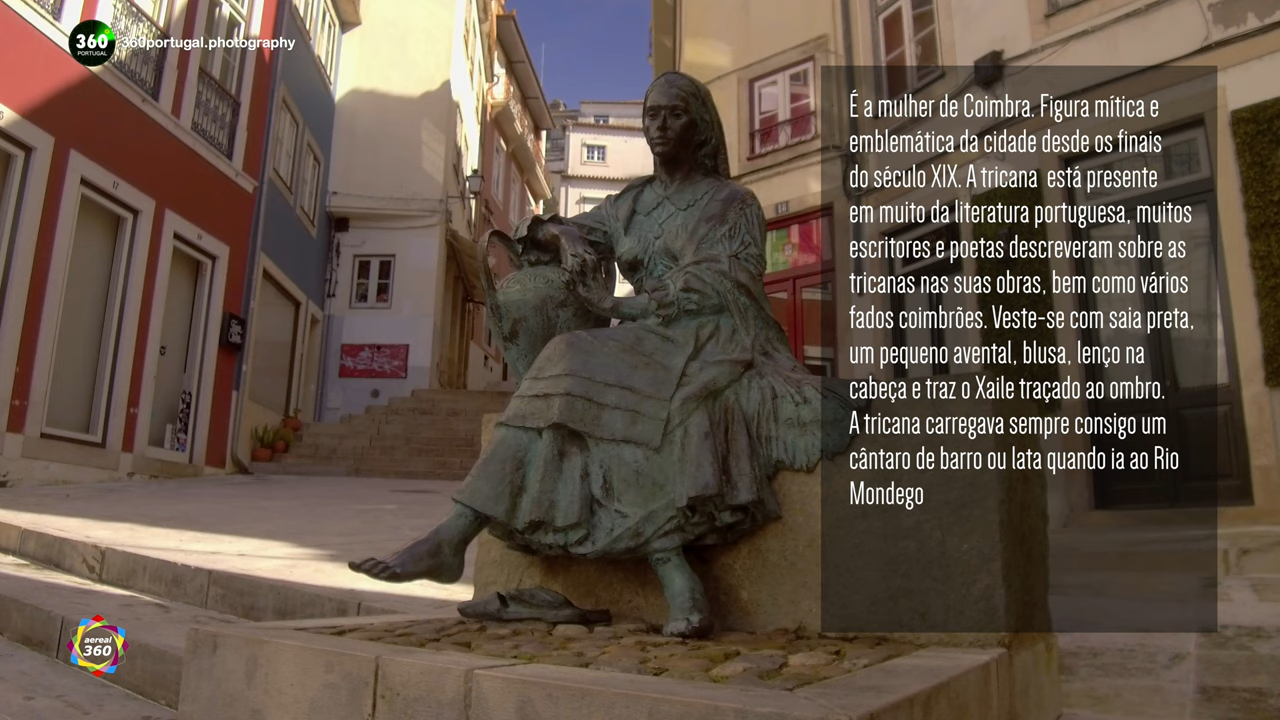 360
PORTUGAL
360portugal.photography
É a mulher de Coimbra. Figura mítica e
emblemática da cidade desde os finais
do século XIX. A tricana  está presente
em muito da literatura portuguesa, muitos
escritores e poetas descreveram sobre as
tricanas nas suas obras, bem como vários
fados coimbrões. Veste-se com saia preta,
um pequeno avental, blusa, lenço na
cabeça e traz o Xaile traçado ao ombro.
A tricana carregava sempre consigo um
cântaro de barro ou lata quando ia ao Rio
Mondego
17
aereal
360